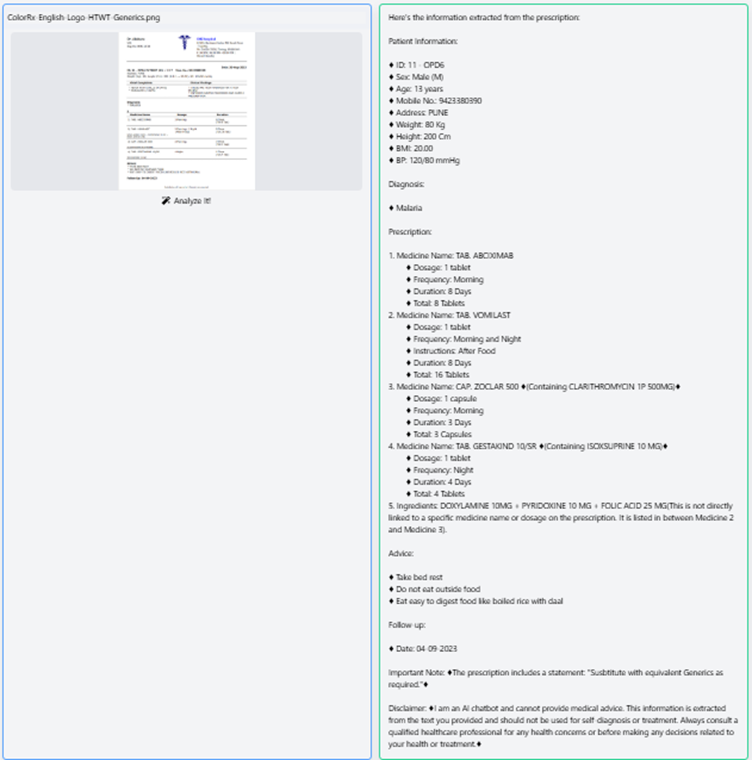 ColorRx-English-Logo-HTWT-Generics.png
Analyze It!
Here's the information extracted from the prescription:
Patient Information:
♦ ID: 11 - OPD6
♦ Sex: Male (M)
♦ Age: 13 years
♦ Mobile No.: 9423380390
♦ Address: PUNE
♦ Weight: 80 Kg
♦ Height: 200 Cm
♦ BMI: 20.00
♦ BP: 120/80 mmHg
Diagnosis:
♦ Malaria
Prescription:
1. Medicine Name: TAB. ABCIXIMAB
♦ Dosage: 1 tablet
♦ Frequency: Morning
♦ Duration: 8 Days
♦ Total: 8 Tablets
2. Medicine Name: TAB. VOMILAST
♦ Dosage: 1 tablet
♦ Frequency: Morning and Night
♦ Instructions: After Food
♦ Duration: 8 Days
♦ Total: 16 Tablets
3. Medicine Name: CAP. ZOCLAR 500 ♦(Containing CLARITHROMYCIN IP 500MG)♦
♦ Dosage: 1 capsule
♦ Frequency: Morning
♦ Duration: 3 Days
♦ Total: 3 Capsules
4. Medicine Name: TAB. GESTAKIND 10/SR ♦(Containing ISOXSUPRINE 10 MG)♦
♦ Dosage: 1 tablet
♦ Frequency: Night
♦ Duration: 4 Days
♦ Total: 4 Tablets
5. Ingredients: DOXYLAMINE 10MG + PYRIDOXINE 10 MG + FOLIC ACID 25 MG(This is not directly
linked to a specific medicine name or dosage on the prescription. It is listed in between Medicine 2
and Medicine 3).
Advice:
♦ Take bed rest
♦ Do not eat outside food
♦ Eat easy to digest food like boiled rice with daal
Follow-up:
♦ Date: 04-09-2023
Important Note: ♦The prescription includes a statement: "Susbtitute with equivalent Generics as
required."♦
Disclaimer: ♦I am an AI chatbot and cannot provide medical advice. This information is extracted
from the text you provided and should not be used for self-diagnosis or treatment. Always consult a
qualified healthcare professional for any health concerns or before making any decisions related to
your health or treatment.♦